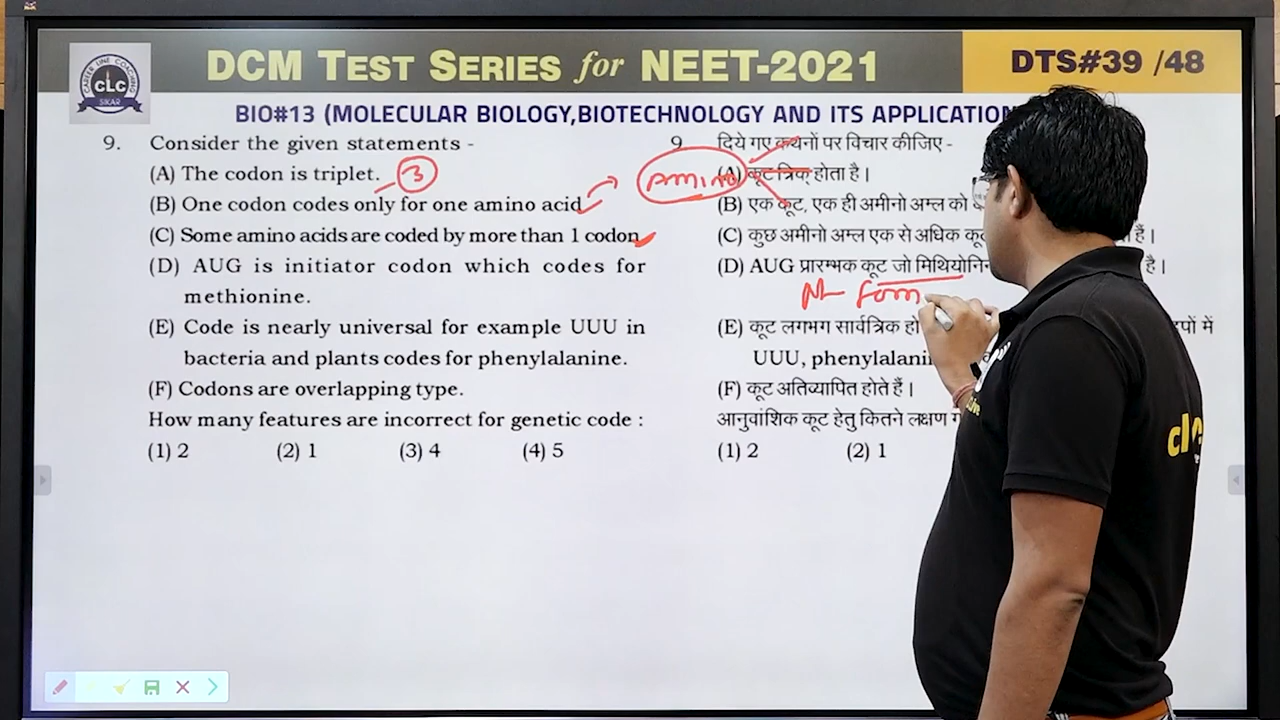 DCM TEST SERIES for NEET-2021
DTS#39 /48
CAREER LINE COACHING
CLC
SIKAR
BIO#13 (MOLECULAR BIOLOGY,BIOTECHNOLOGY AND ITS APPLICATION
9. Consider the given statements -
(A) The codon is triplet. 3
(B) One codon codes only for one amino acid
(C) Some amino acids are coded by more than 1 codon
(D) AUG is initiator codon which codes for
methionine.
(E) Code is nearly universal for example UUU in
bacteria and plants codes for phenylalanine.
(F) Codons are overlapping type.
How many features are incorrect for genetic code :
(1) 2 (2) 1 (3) 4 (4) 5
9 दिये गए कथनों पर विचार कीजिए -
Amino
(A) कूट त्रिक् होता है।
(B) एक कूट, एक ही अमीनो अम्ल को
(C) कुछ अमीनो अम्ल एक से अधिक हैं।
(D) AUG प्रारम्भक कूट जो मिथियोनिन है।
N- Form
(E) कूट लगभग सार्वत्रिक में
UUU,
(F) कूट अतिव्यापित होते हैं।
आनुवांशिक कूट हेतु कितने लक्षण
(1) 2 (2) 1